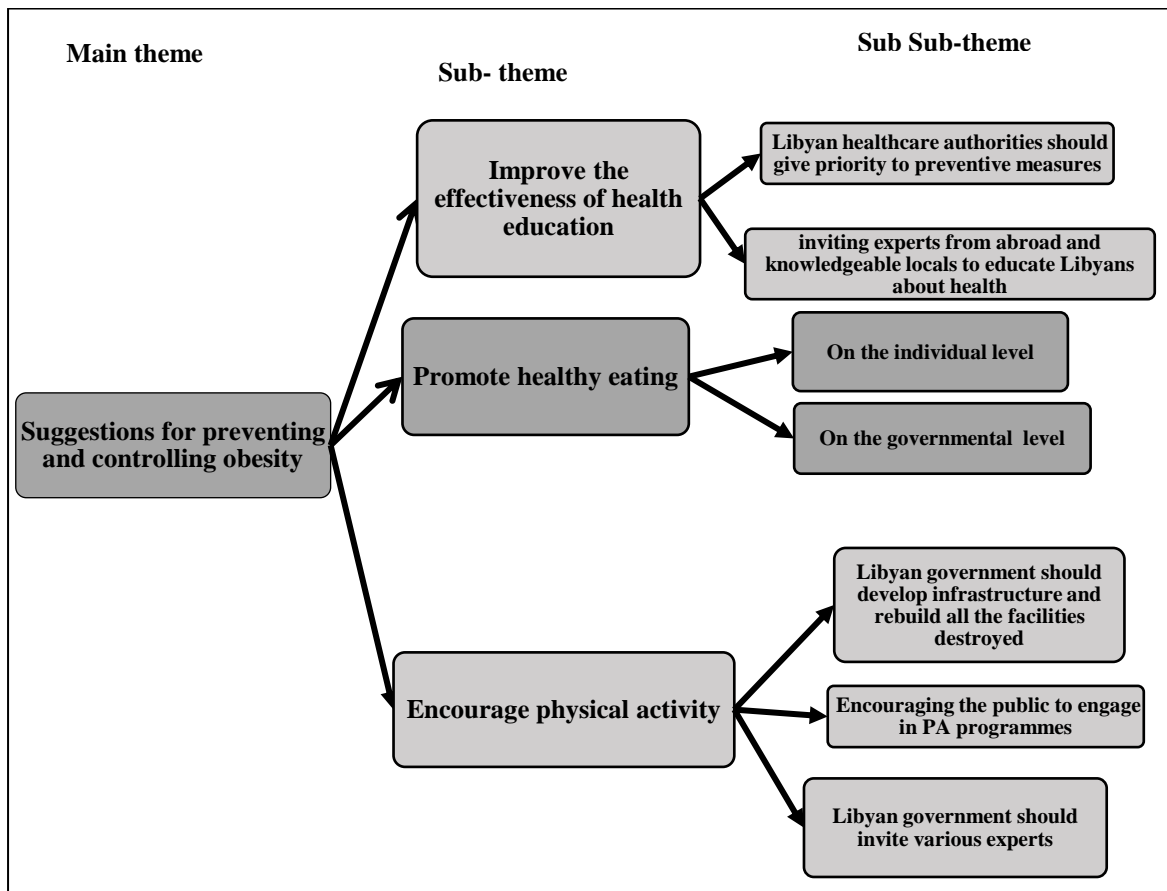 Main theme
Sub- theme
Sub Sub-theme
Suggestions for preventing
and controlling obesity
Improve the
effectiveness of health
education
Libyan healthcare authorities should
give priority to preventive measures
inviting experts from abroad and
knowledgeable locals to educate Libyans
about health
Promote healthy eating
On the individual level
On the governmental level
Encourage physical activity
Libyan government should
develop infrastructure and
rebuild all the facilities
destroyed
Encouraging the public to engage
in PA programmes
Libyan government should
invite various experts